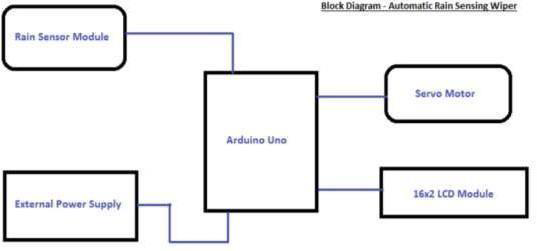 Block Diagram - Automatic Rain Sensing Wiper
Rain Sensor Module
Servo Motor
Arduino Uno
16x2 LCD Module
External Power Supply